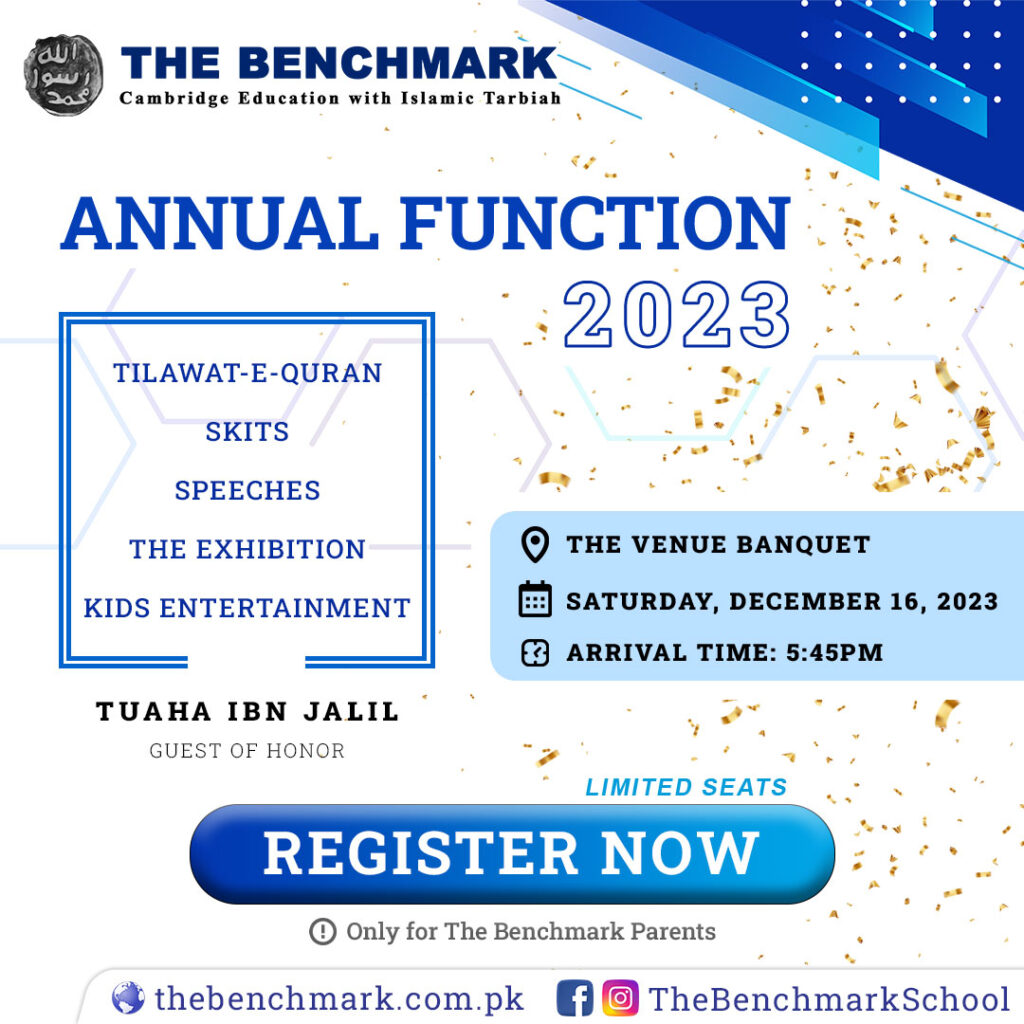 الله
رسول
محمد
THE BENCHMARK
Cambridge Education with Islamic Tarbiah
ANNUAL FUNCTION
2023
TILAWAT-E-QURAN
SKITS
SPEECHES
THE EXHIBITION
KIDS ENTERTAINMENT
THE VENUE BANQUET
SATURDAY, DECEMBER 16, 2023
ARRIVAL TIME: 5:45PM
TUAHA IBN JALIL
GUEST OF HONOR
LIMITED SEATS
REGISTER NOW
Only for The Benchmark Parents
thebenchmark.com.pk
TheBenchmarkSchool